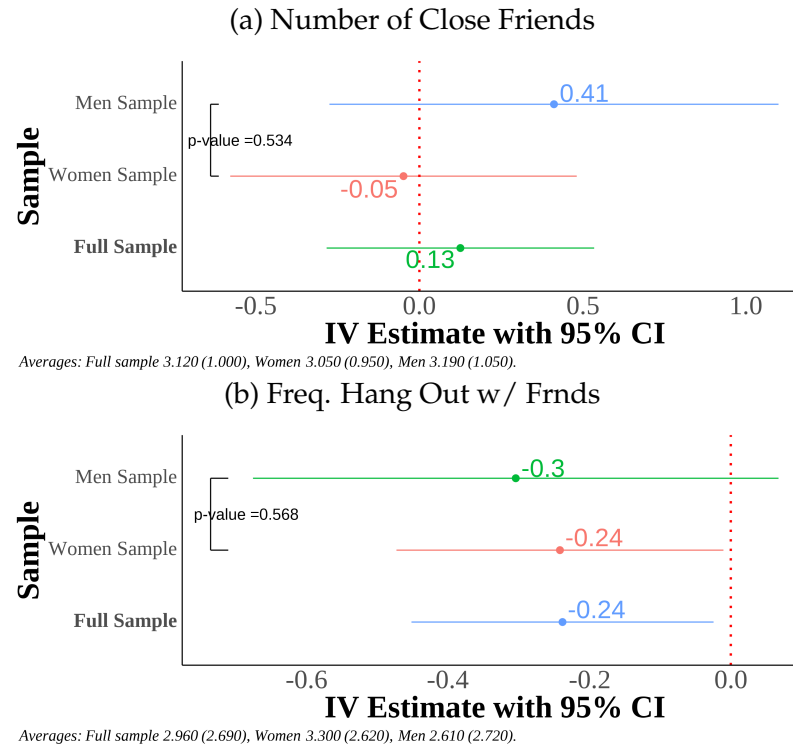 (a) Number of Close Friends
Men Sample
0.41
p-value =0.534
Women Sample
-0.05
Full Sample
0.13
Sample
-0.5 0.0 0.5 1.0
IV Estimate with 95% CI
Averages: Full sample 3.120 (1.000), Women 3.050 (0.950), Men 3.190 (1.050).
(b) Freq. Hang Out w/ Frnds
Men Sample
-0.3
p-value =0.568
Women Sample
-0.24
Full Sample
-0.24
Sample
-0.6 -0.4 -0.2 0.0
IV Estimate with 95% CI
Averages: Full sample 2.960 (2.690), Women 3.300 (2.620), Men 2.610 (2.720).